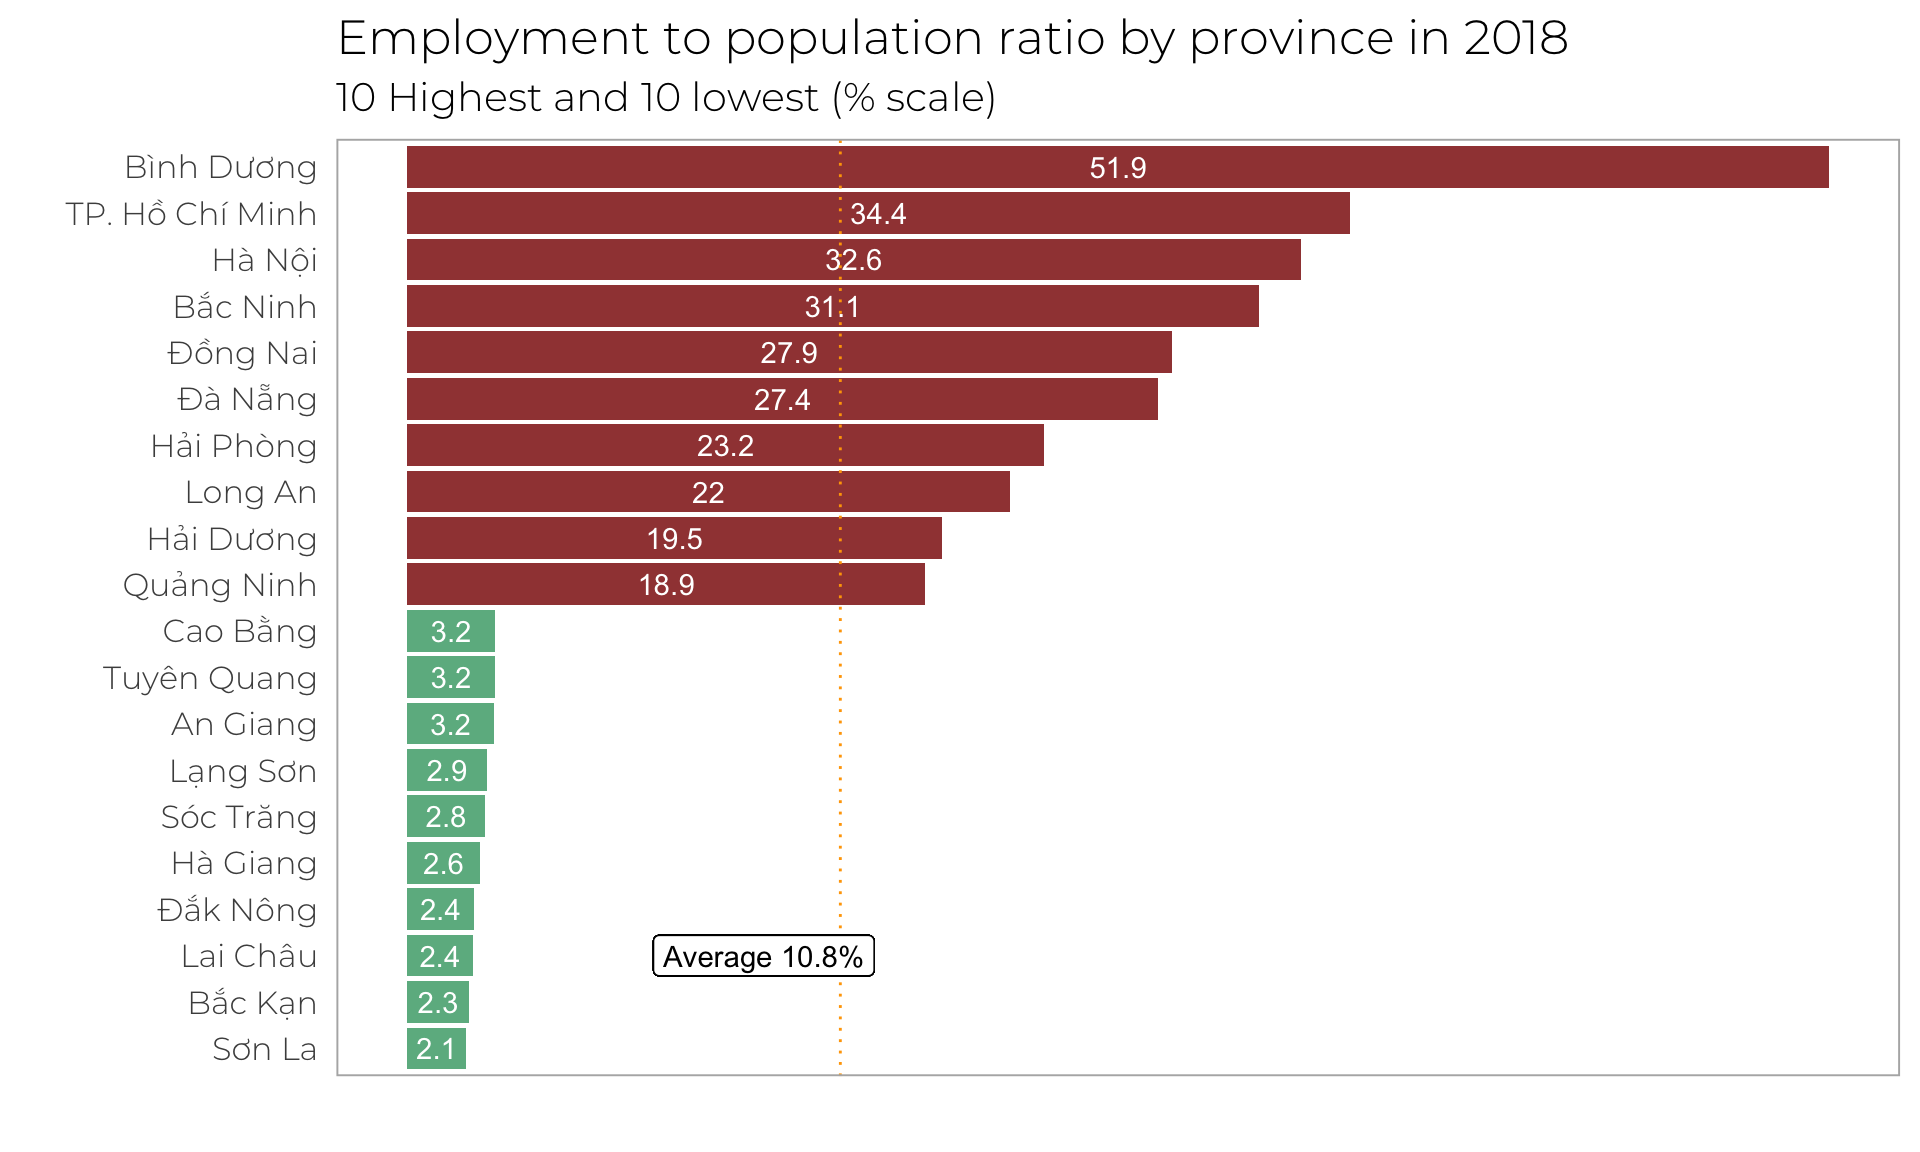 Employment to population ratio by province in 2018
10 Highest and 10 lowest (% scale)
Bình Dương 51.9
TP. Hồ Chí Minh 34.4
Hà Nội 32.6
Bắc Ninh 31.1
Đồng Nai 27.9
Đà Nẵng 27.4
Hải Phòng 23.2
Long An 22
Hải Dương 19.5
Quảng Ninh 18.9
Cao Bằng 3.2
Tuyên Quang 3.2
An Giang 3.2
Lạng Sơn 2.9
Sóc Trăng 2.8
Hà Giang 2.6
Đắk Nông 2.4
Lai Châu 2.4 Average 10.8%
Bắc Kạn 2.3
Sơn La 2.1